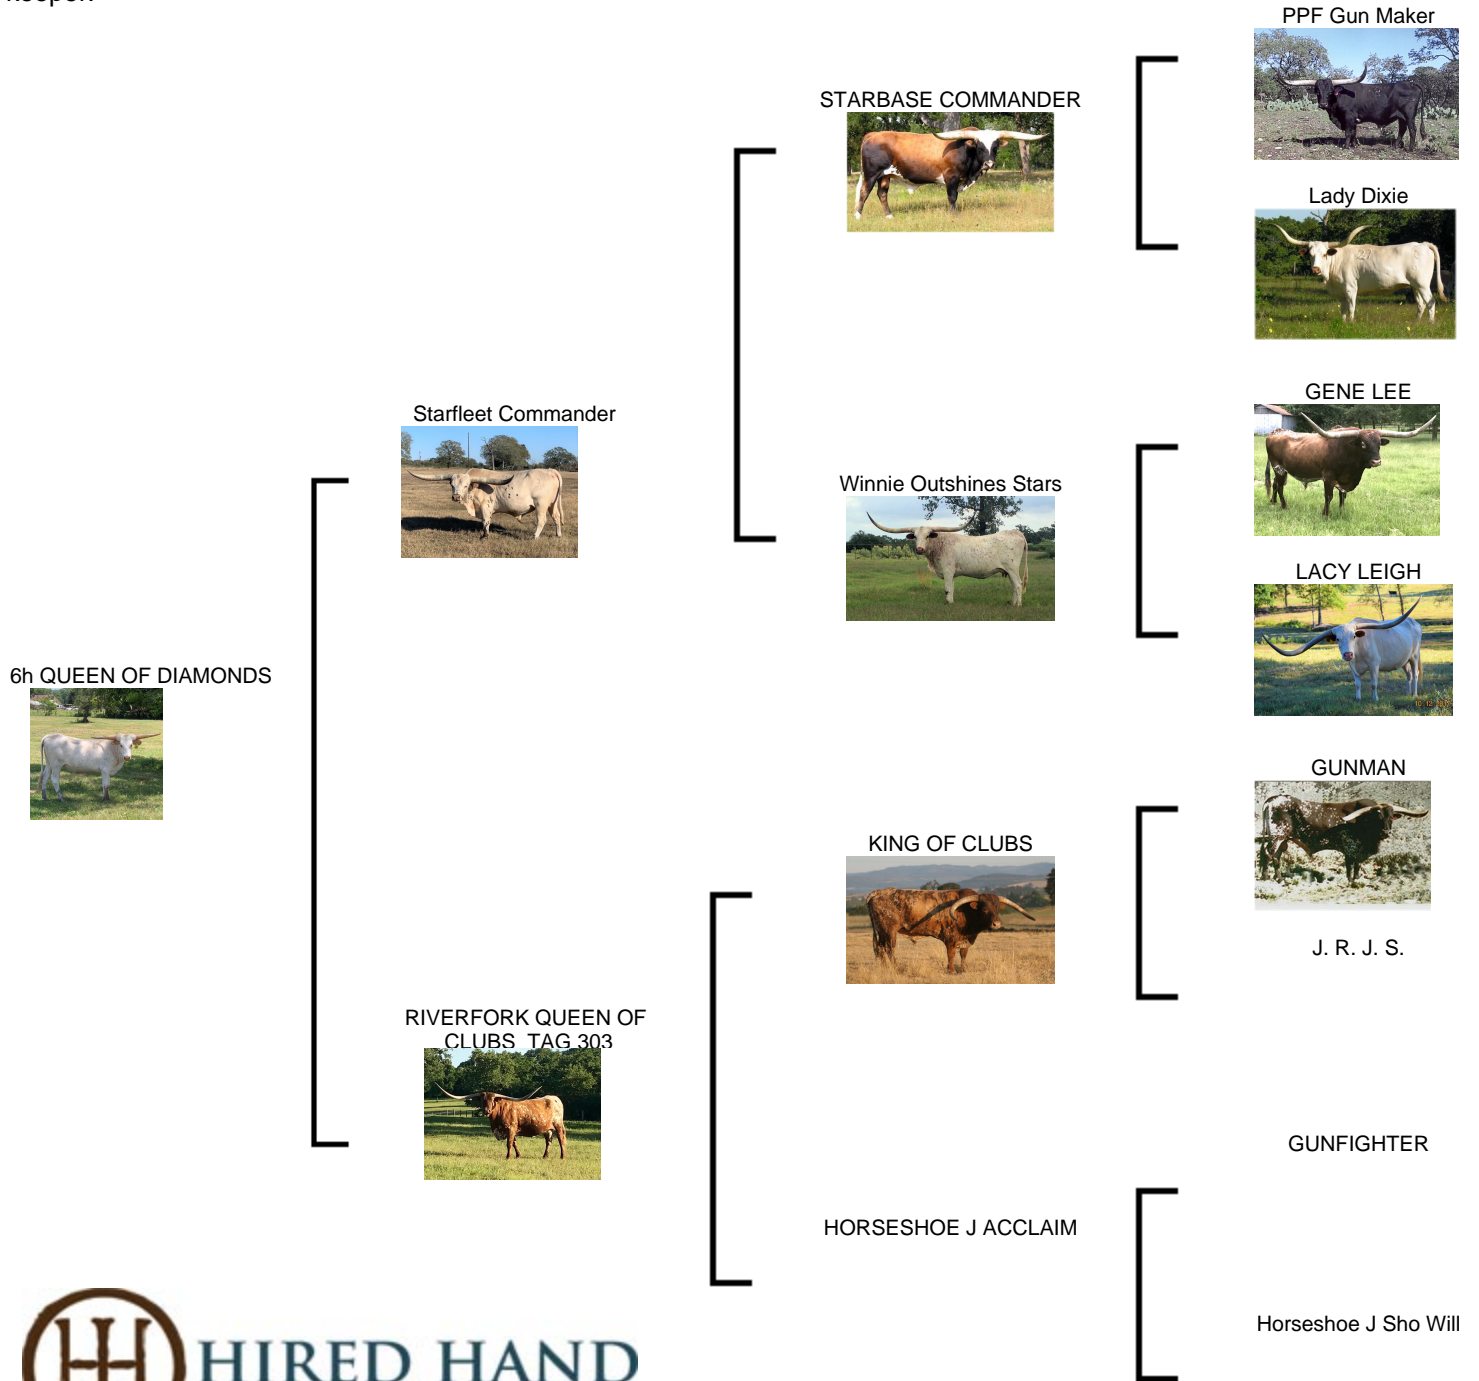 PPF Gun Maker
STARBASE COMMANDER
Lady Dixie
Starfleet Commander
GENE LEE
Winnie Outshines Stars
LACY LEIGH
6h QUEEN OF DIAMONDS
GUNMAN
KING OF CLUBS
J. R. J. S.
RIVERFORK QUEEN OF
CLUBS TAG 303
GUNFIGHTER
HORSESHOE J ACCLAIM
Horseshoe J Sho Will
HIRED HAND